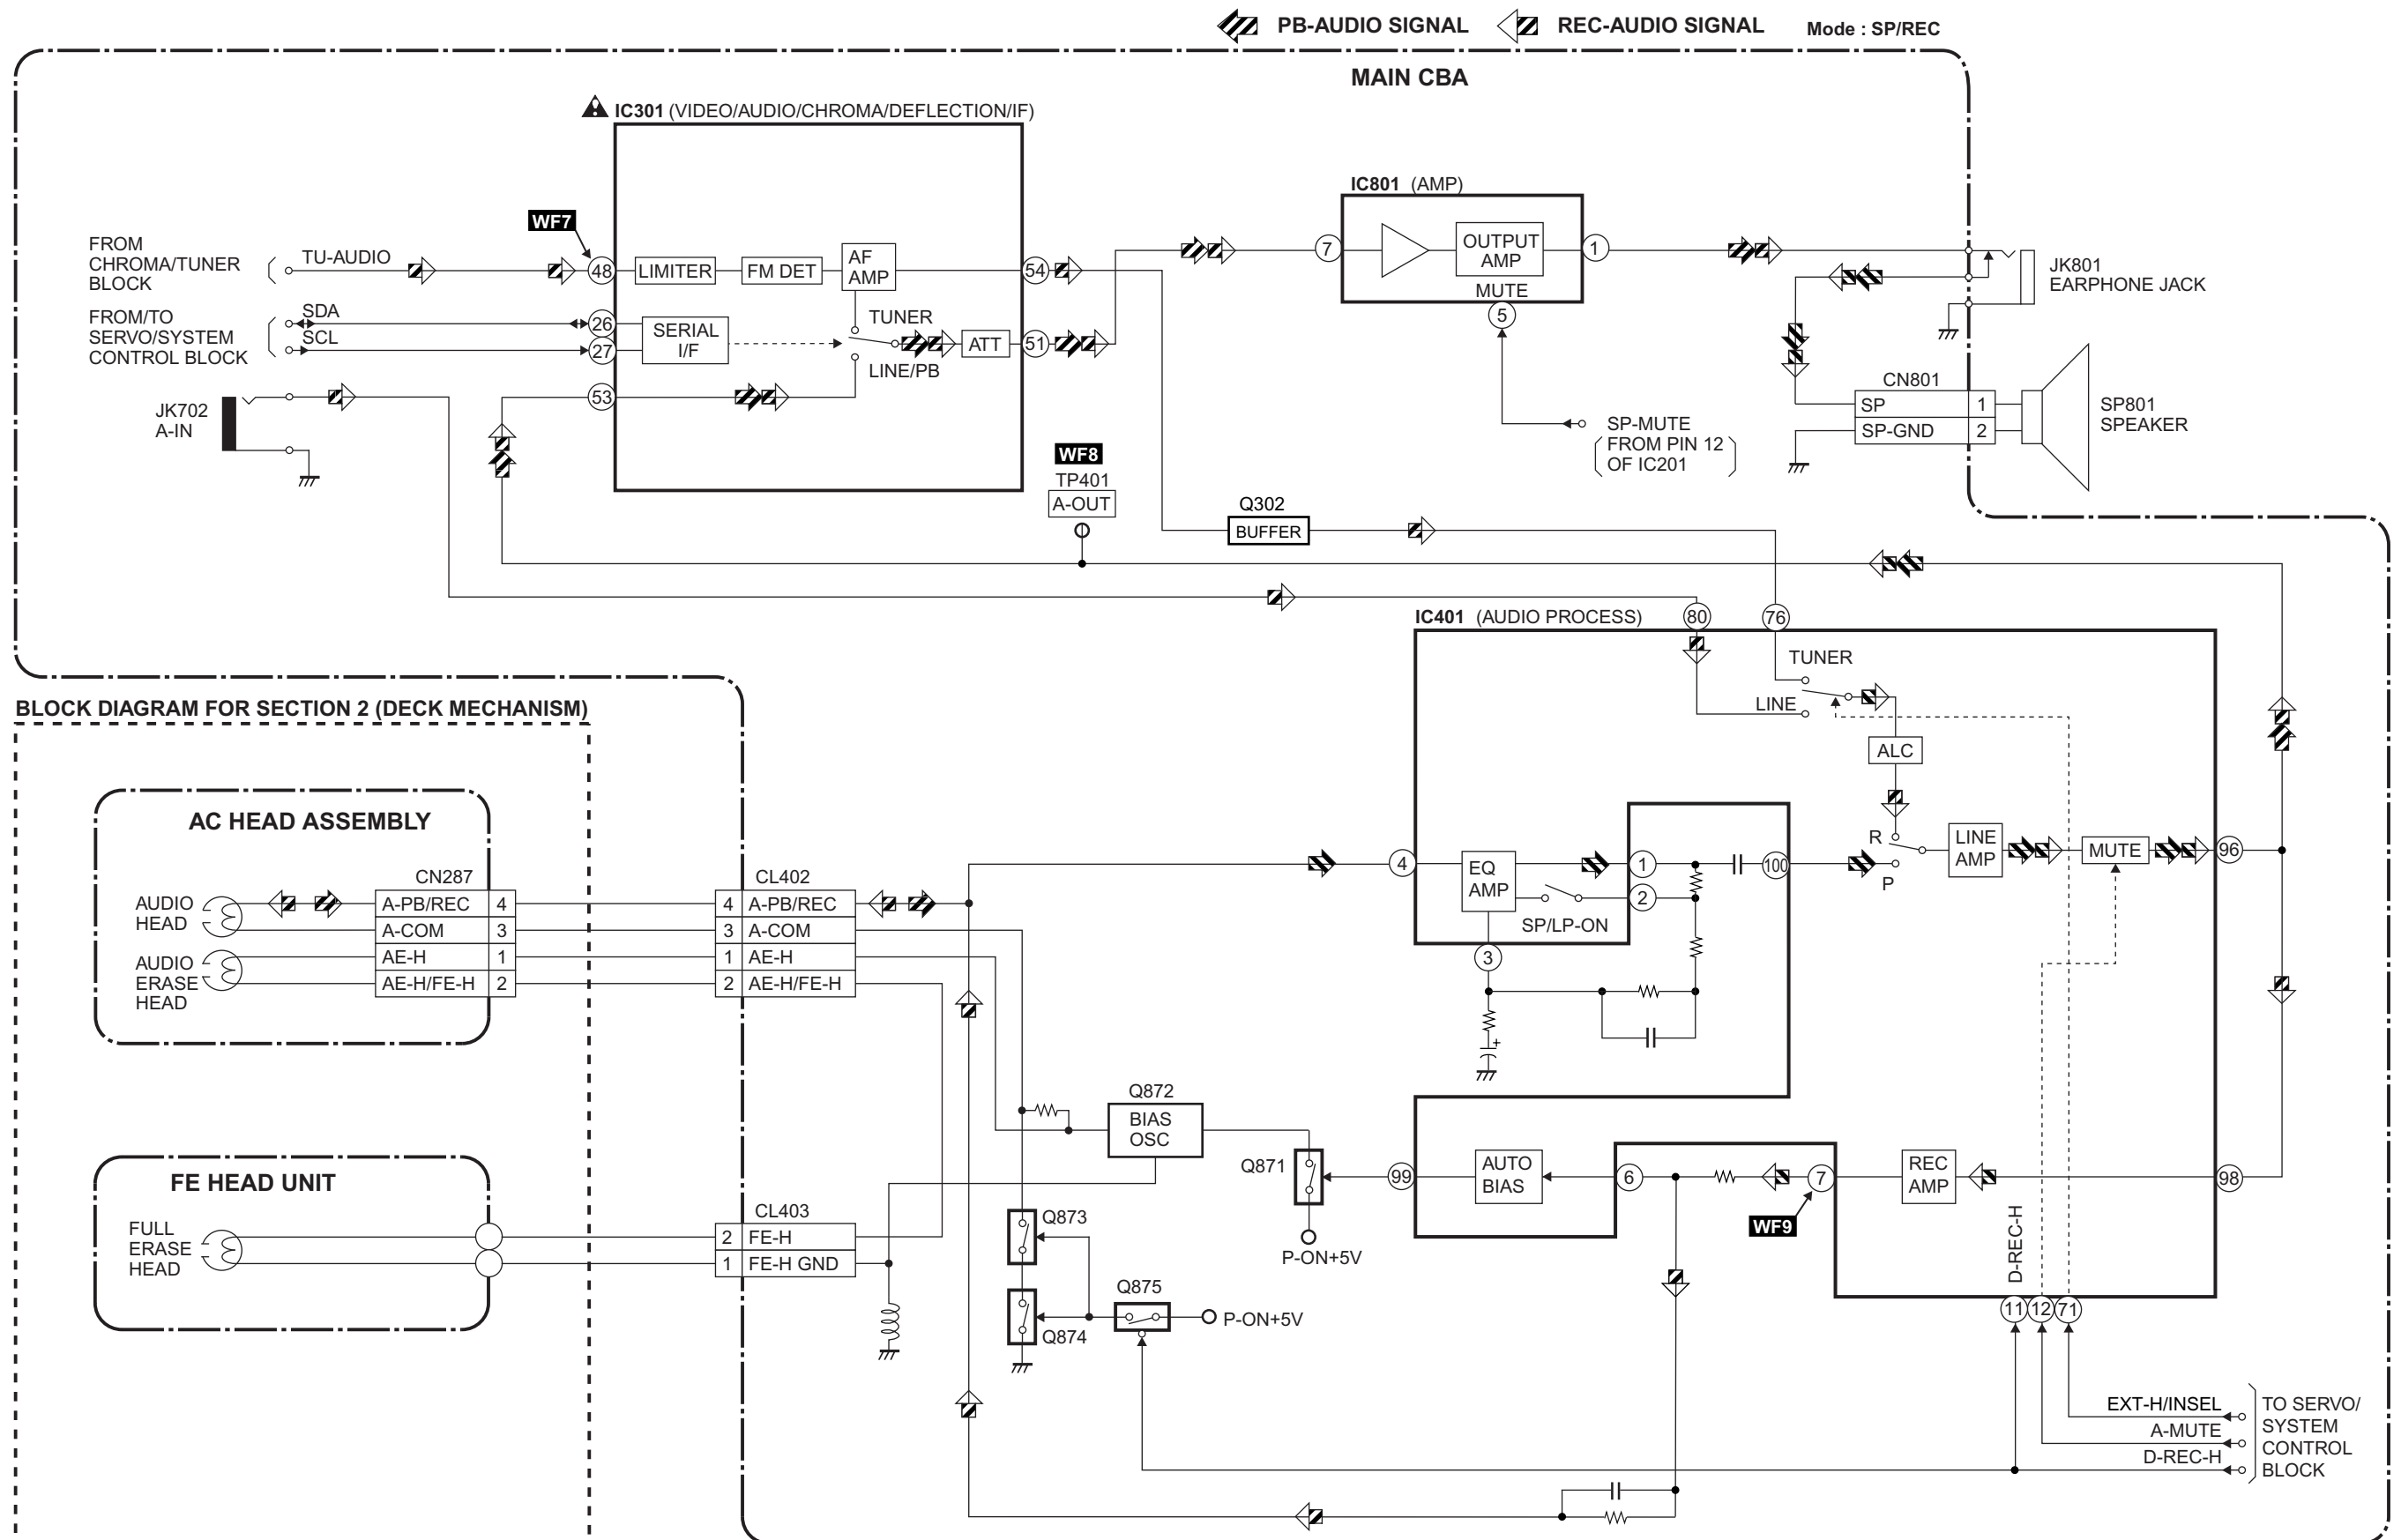 PB-AUDIO SIGNAL REC-AUDIO SIGNAL Mode : SP/REC
MAIN CBA
IC301 (VIDEO/AUDIO/CHROMA/DEFLECTION/IF)
WF7
FROM
CHROMA/TUNER
BLOCK
TU-AUDIO
48
LIMITER
FM DET
AF
AMP
54
FROM/TO
SERVO/SYSTEM
CONTROL BLOCK
SDA
SCL
26
27
SERIAL
I/F
TUNER
LINE/PB
ATT
51
53
JK702
A-IN
IC801 (AMP)
7
OUTPUT
AMP
1
MUTE
5
SP-MUTE
FROM PIN 12
OF IC201
JK801
EARPHONE JACK
CN801
SP 1
SP-GND 2
SP801
SPEAKER
WF8
TP401
A-OUT
Q302
BUFFER
IC401 (AUDIO PROCESS)
80
76
TUNER
LINE
ALC
R
P
LINE
AMP
MUTE
96
4
EQ
AMP
1
2
100
SP/LP-ON
3
+
BLOCK DIAGRAM FOR SECTION 2 (DECK MECHANISM)
AC HEAD ASSEMBLY
CN287
AUDIO
HEAD
AUDIO
ERASE
HEAD
A-PB/REC 4
A-COM 3
AE-H 1
AE-H/FE-H 2
CL402
4 A-PB/REC
3 A-COM
1 AE-H
2 AE-H/FE-H
FE HEAD UNIT
FULL
ERASE
HEAD
CL403
2 FE-H
1 FE-H GND
Q872
BIAS
OSC
Q871
P-ON+5V
99
AUTO
BIAS
6
7
WF9
REC
AMP
98
Q873
Q874
Q875
P-ON+5V
D-REC-H
11
12
71
EXT-H/INSEL
A-MUTE
D-REC-H
TO SERVO/
SYSTEM
CONTROL
BLOCK